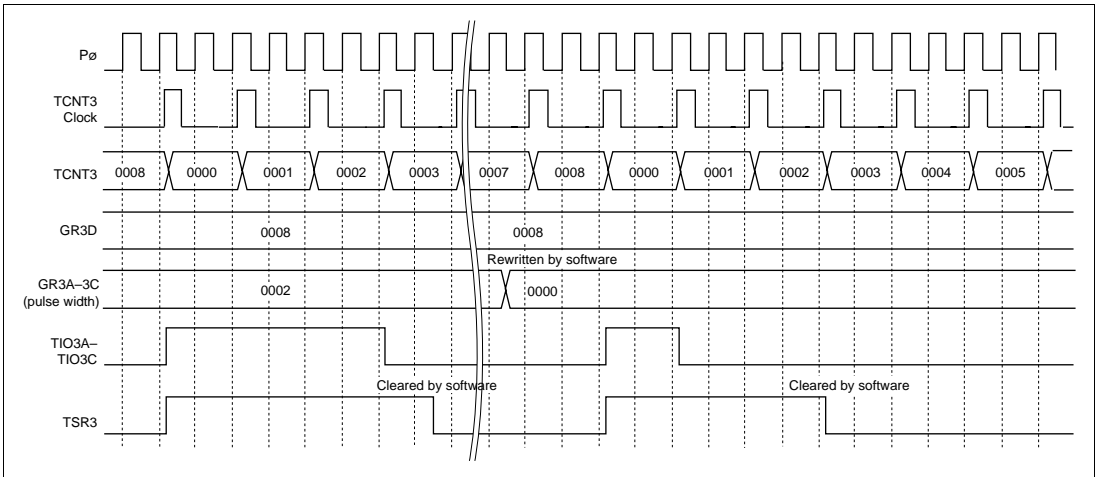 Pø
TCNT3
Clock
TCNT3
0008 0000 0001 0002 0003 0007 0008 0000 0001 0002 0003 0004 0005
GR3D
0008 0008
Rewritten by software
GR3A–3C
(pulse width)
0002 0000
TIO3A–
TIO3C
Cleared by software Cleared by software
TSR3